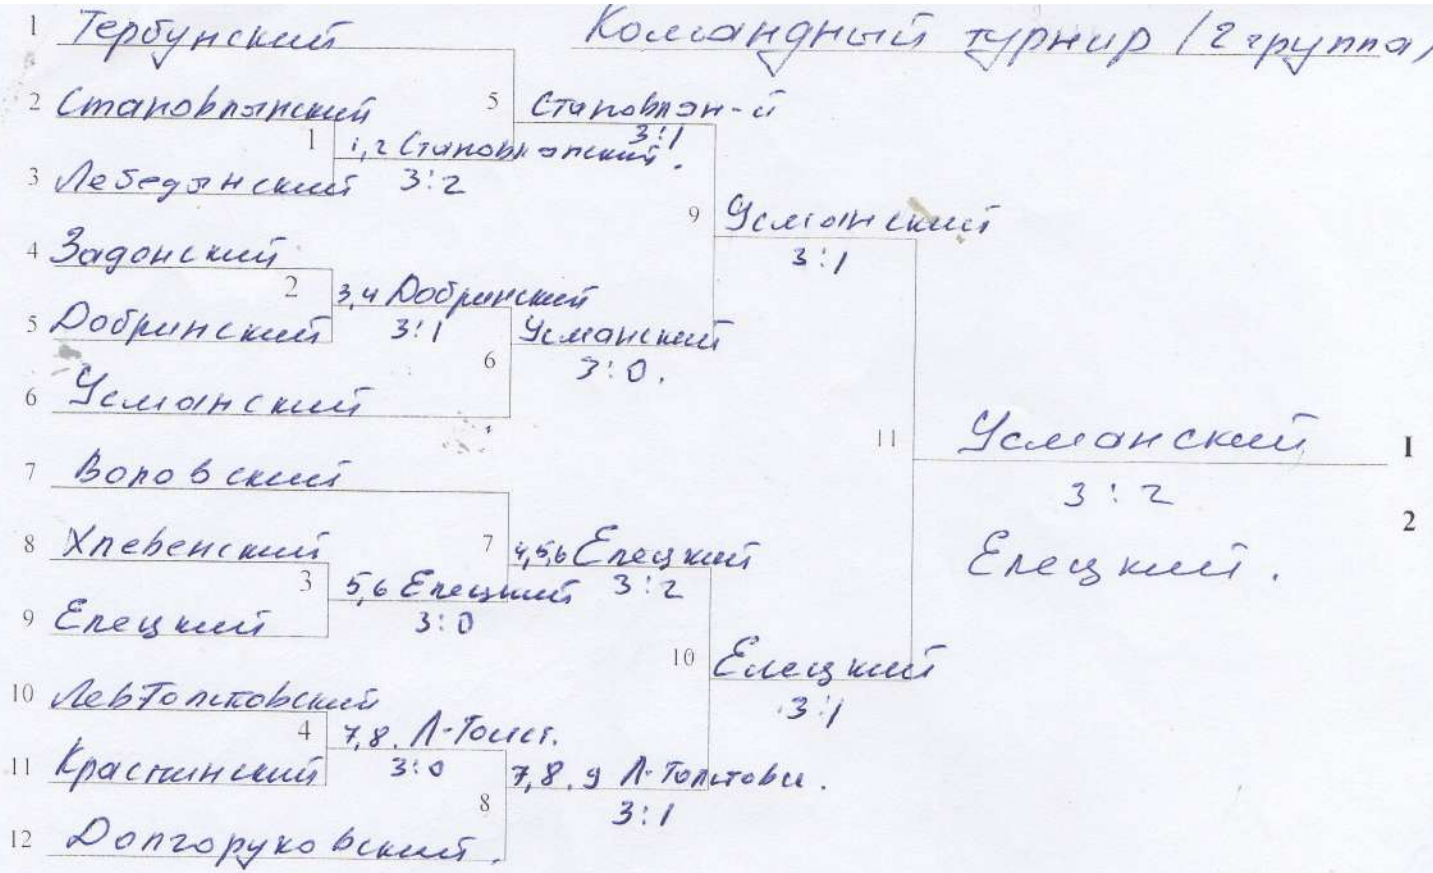 Командный турнир (2 группа)
1 Тербунский
2 Становлянский
5 Становлян-й
3:1
1 1,2 Становлянский.
3 Лебедянский 3:2
9 Усманский
3:1
4 Задонский
2 3,4 Добринский
5 Добринский 3:1
6 Усманский
3:0.
6 Усманский
11 Усманский 1
3:2
2
Елецкий.
7 Воловский
8 Хлевенский
7 4,5,6 Елецкий
3:2
3 5,6 Елецкий
3:0
9 Елецкий
10 Елецкий
3:1
10 ЛевТолстовский
4 7,8. Л-Толст.
3:0
11 Краснинский
8 7,8,9 Л-Толстовс.
3:1
12 Долгоруковский.